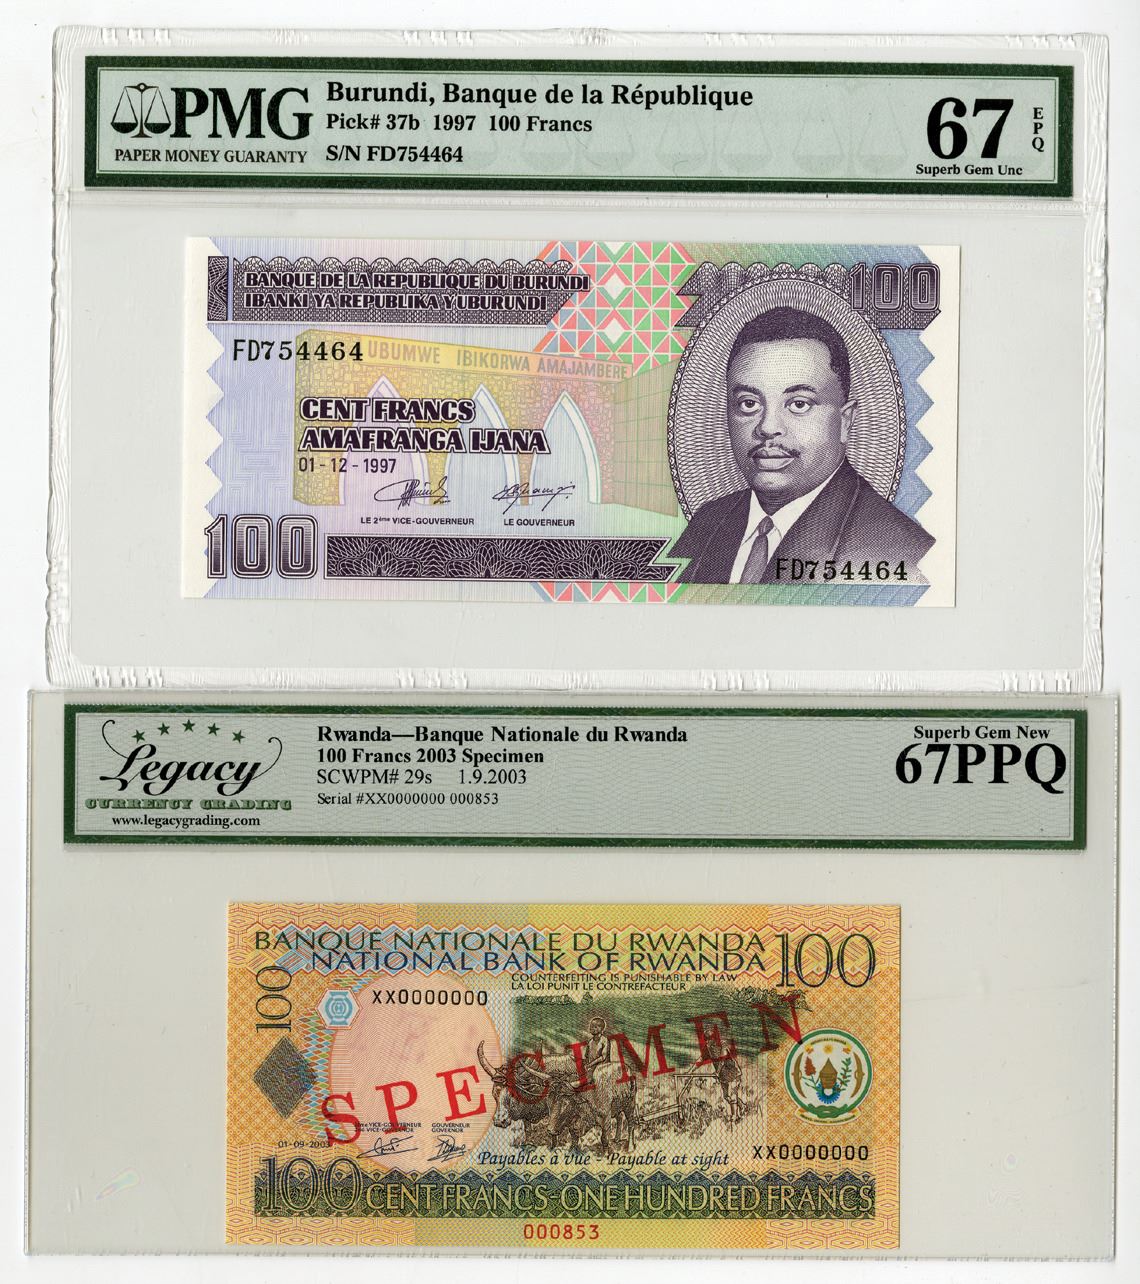 PMG
PAPER MONEY GUARANTY
Burundi, Banque de la République
Pick# 37b 1997 100 Francs
S/N FD754464
67 EPQ
Superb Gem Unc
BANQUE DE LA REPUBLIQUE DU BURUNDI
IBANKI YA REPUBLIKA Y'UBURUNDI
100
FD754464
UBUMWE IBIKORWA AMAJAMBERE
CENT FRANCS
AMAFRANGA IJANA
01-12-1997
LE 2ème VICE-GOUVERNEUR LE GOUVERNEUR
100
FD754464
Legacy
CURRENCY GRADING
www.legacygrading.com
Rwanda—Banque Nationale du Rwanda
100 Francs 2003 Specimen
SCWPM# 29s 1.9.2003
Serial #XX0000000 000853
Superb Gem New
67PPQ
BANQUE NATIONALE DU RWANDA
NATIONAL BANK OF RWANDA
100
COUNTERFEITING IS PUNISHABLE BY LAW
LA LOI PUNIT LE CONTREFACTEUR
100
XX0000000
SPECIMEN
VICE-GOUVERNEUR GOUVERNEUR
VICE-GOVERNOR GOVERNOR
01-09-2003
Payables à vue - Payable at sight
XX0000000
100 CENT FRANCS-ONE HUNDRED FRANCS
000853